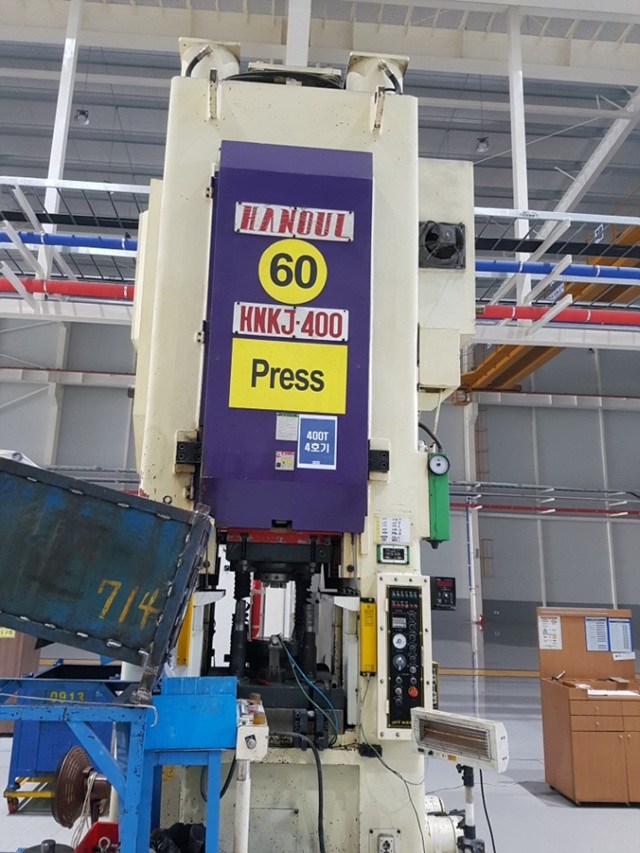 HANOUL
60
HNKJ-400
Press
400T
4호기
714
0913